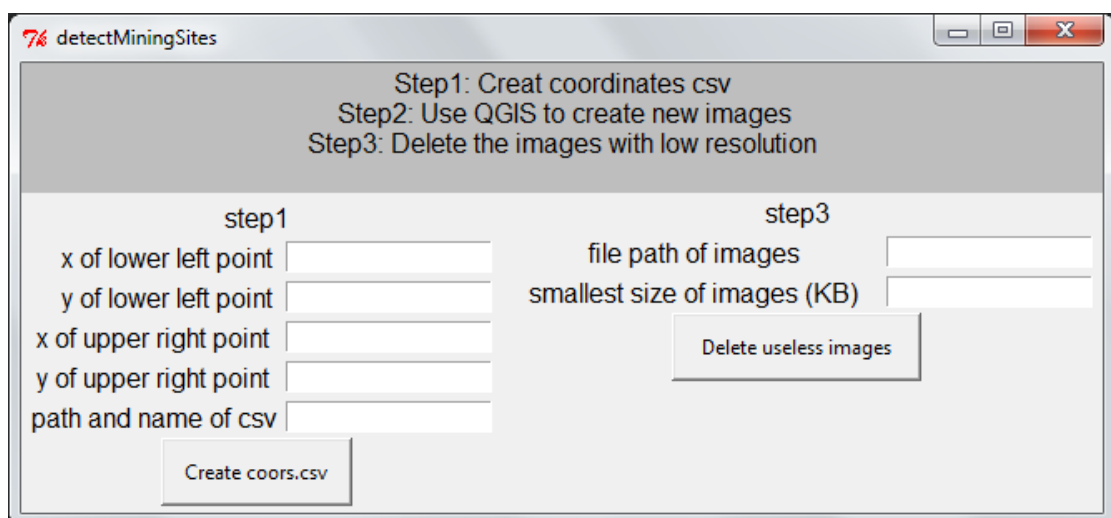 detectMiningSites
Step1: Creat coordinates csv
Step2: Use QGIS to create new images
Step3: Delete the images with low resolution
step1
x of lower left point
y of lower left point
x of upper right point
y of upper right point
path and name of csv
Create coors.csv
step3
file path of images
smallest size of images (KB)
Delete useless images